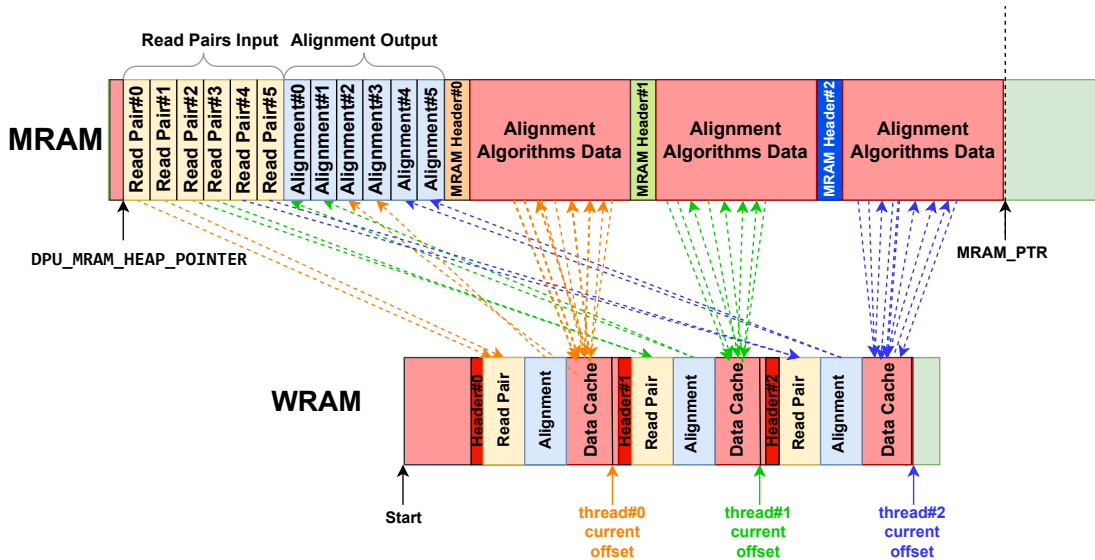 Read Pairs Input
Alignment Output
MRAM
Read Pair#0
Read Pair#1
Read Pair#2
Read Pair#3
Read Pair#4
Read Pair#5
Alignment#0
Alignment#1
Alignment#2
Alignment#3
Alignment#4
Alignment#5
MRAM Header#0
Alignment
Algorithms Data
MRAM Header#1
Alignment
Algorithms Data
MRAM Header#2
Alignment
Algorithms Data
DPU_MRAM_HEAP_POINTER
MRAM_PTR
WRAM
Header#0
Read Pair
Alignment
Data Cache
Header#1
Read Pair
Alignment
Data Cache
Header#2
Read Pair
Alignment
Data Cache
Start
thread#0
current
offset
thread#1
current
offset
thread#2
current
offset